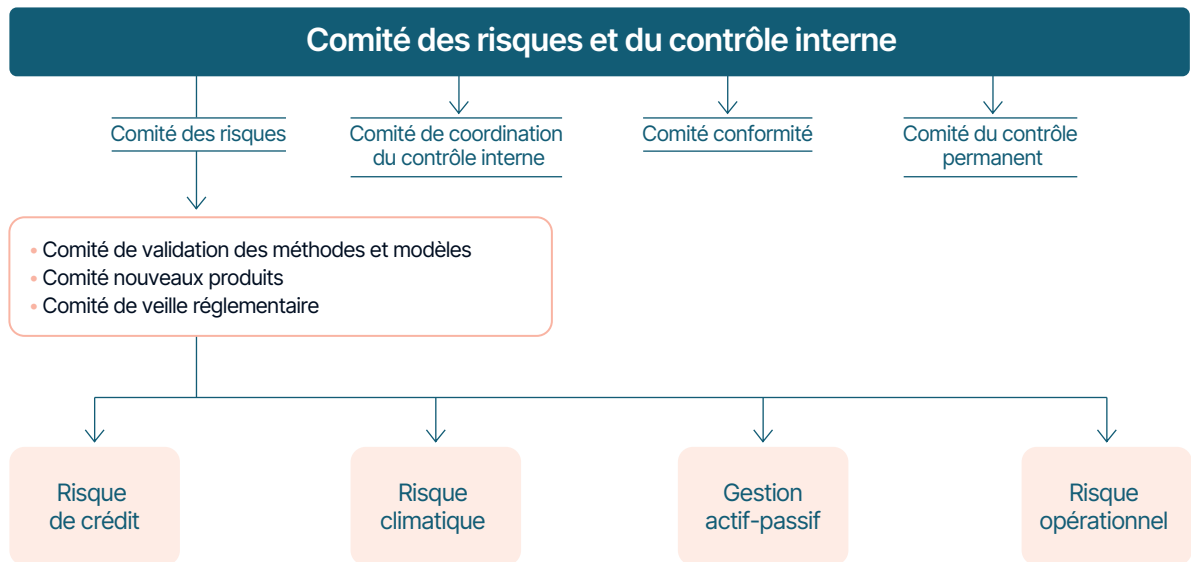 Comité des risques et du contrôle interne
Comité des risques
Comité de coordination
du contrôle interne
Comité conformité
Comité du contrôle
permanent
• Comité de validation des méthodes et modèles
• Comité nouveaux produits
• Comité de veille réglementaire
Risque
de crédit
Risque
climatique
Gestion
actif-passif
Risque
opérationnel